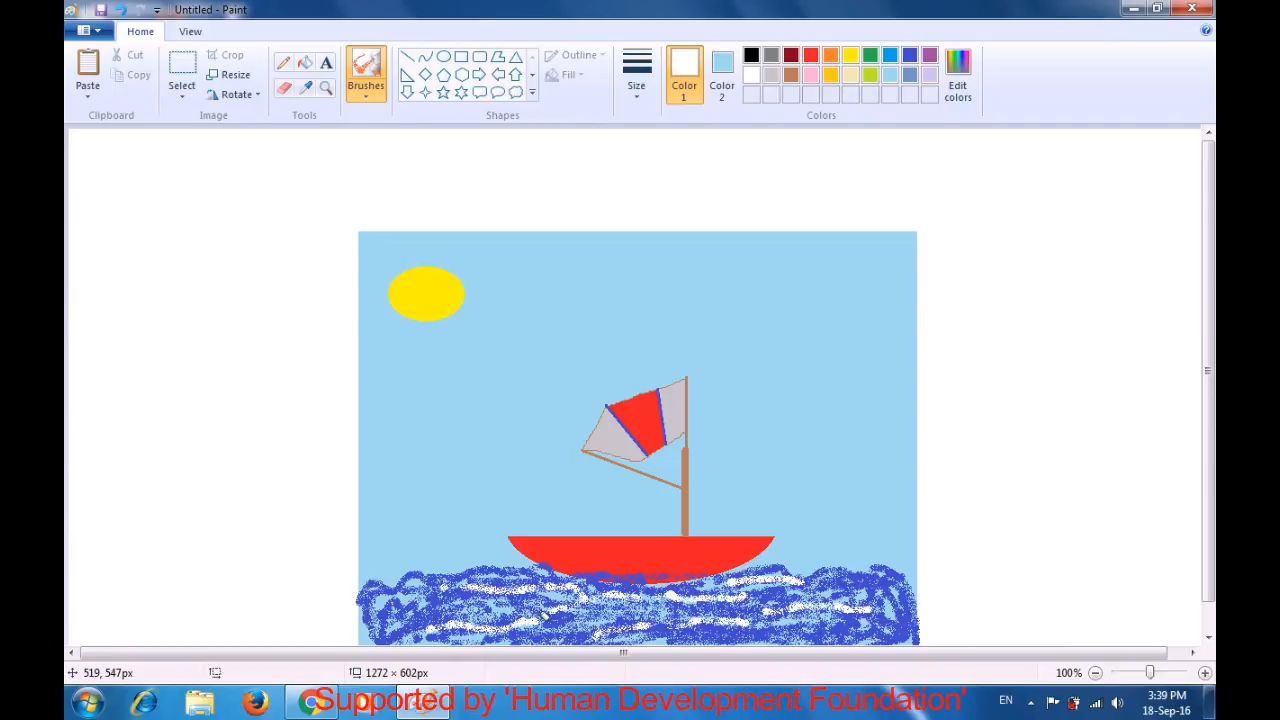 Untitled - Paint
Home
View
Paste
Cut
Copy
Clipboard
Select
Crop
Resize
Rotate
Image
Tools
Brushes
Shapes
Outline
Fill
Size
Color
1
Color
2
Edit
colors
Colors
519, 547px
1272 × 602px
100%
EN
3:39 PM
18-Sep-16
Supported by 'Human Development Foundation'